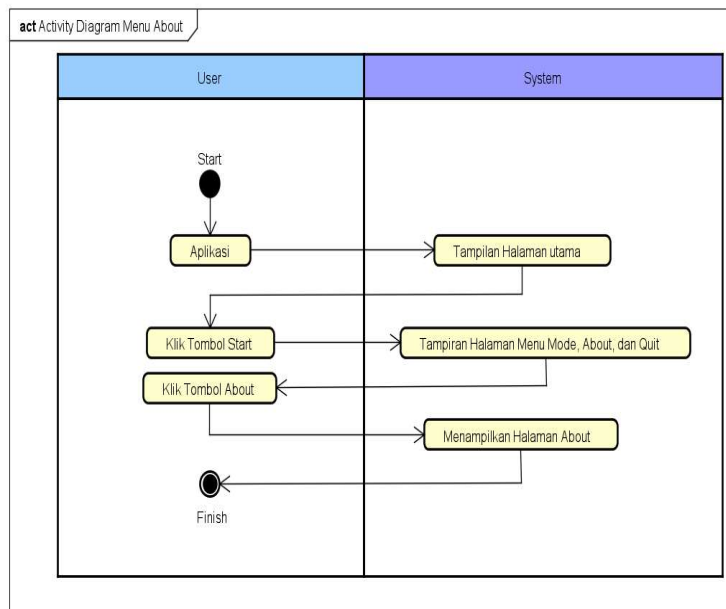 act Activity Diagram Menu About
User
System
Start
Aplikasi
Tampilan Halaman utama
Klik Tombol Start
Tampiran Halaman Menu Mode, About, dan Quit
Klik Tombol About
Menampilkan Halaman About
Finish